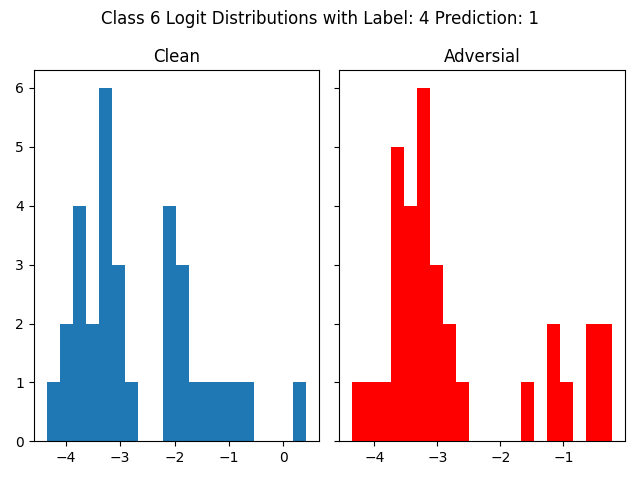 Class 6 Logit Distributions with Label: 4 Prediction: 1
Clean
Adversial
6
5
4
3
2
1
0
−4 −3 −2 −1 0
−4 −3 −2 −1